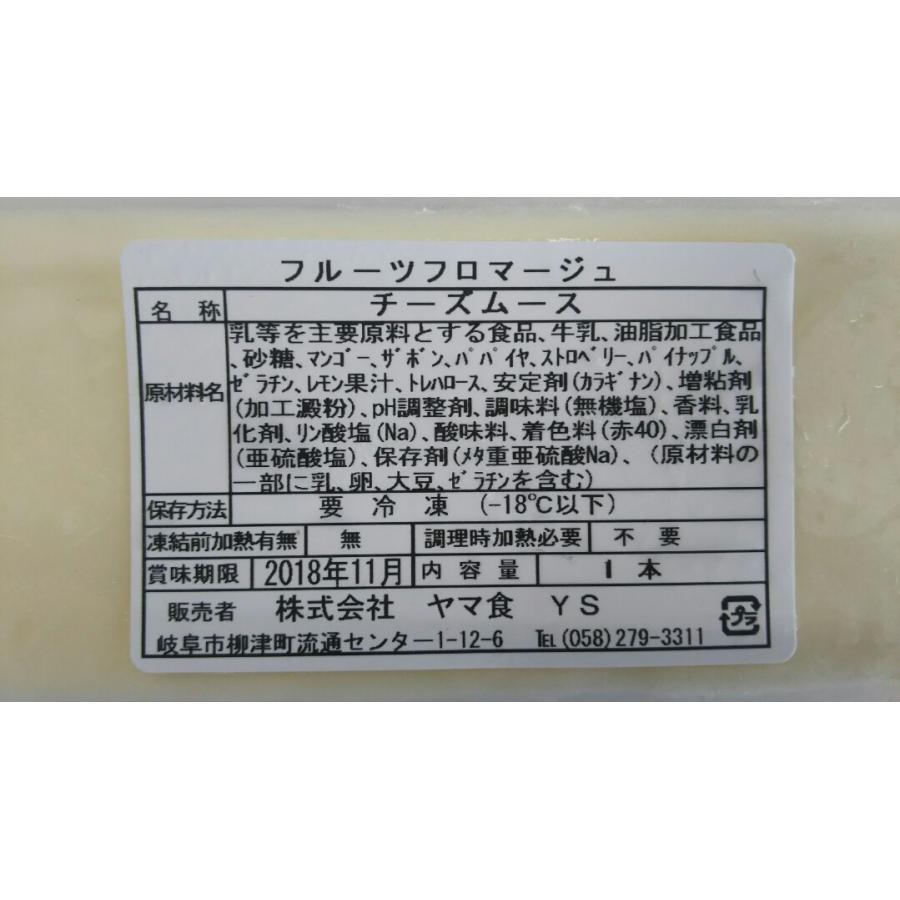 フルーツフロマージュ
名称 チーズムース
原材料名 乳等を主要原料とする食品、牛乳、油脂加工食品
、砂糖、マンゴー、ザボン、パパイヤ、ストロベリー、パイナップル、
ゼラチン、レモン果汁、トレハロース、安定剤(カラギナン)、増粘剤
(加工澱粉)、pH調整剤、調味料(無機塩)、香料、乳
化剤、リン酸塩(Na)、酸味料、着色料(赤40)、漂白剤
(亜硫酸塩)、保存剤(メタ重亜硫酸Na)、(原材料の
一部に乳、卵、大豆、ゼラチンを含む)
保存方法 要冷凍 (-18℃以下)
凍結前加熱有無 無 調理時加熱必要 不要
賞味期限 2018年11月 内容量 1本
販売者 株式会社 ヤマ食 YS
岐阜市柳津町流通センター1-12-6 TEL(058)279-3311
プラ